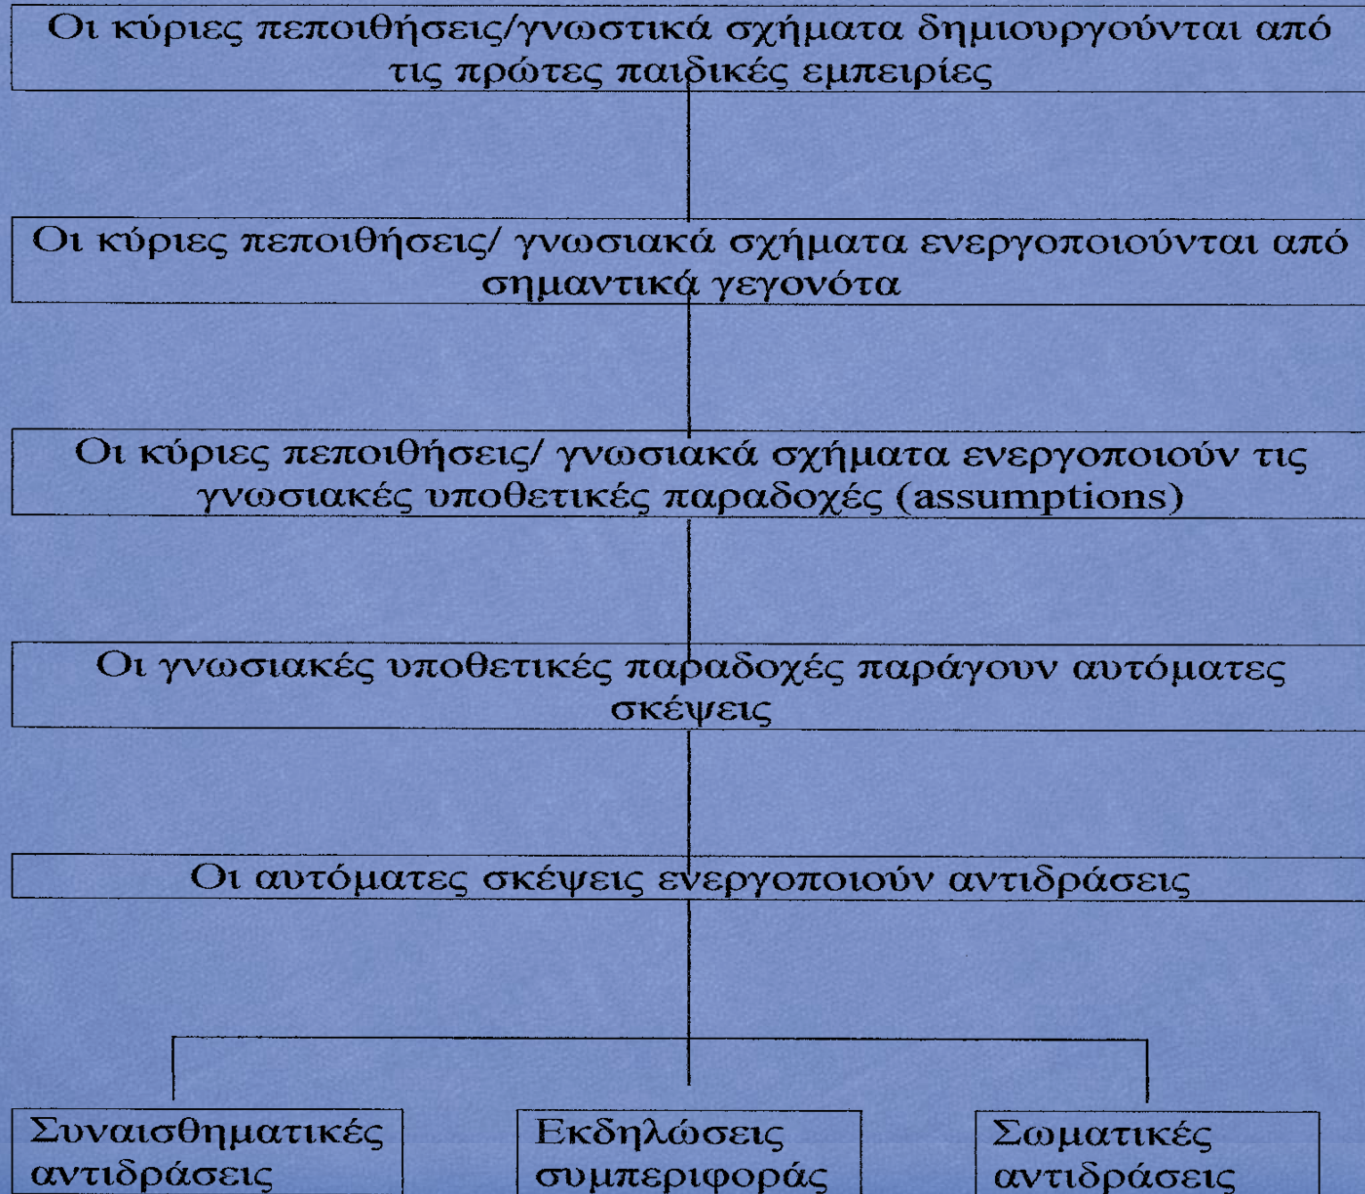 Οι κύριες πεποιθήσεις/γνωστικά σχήματα δημιουργούνται από
τις πρώτες παιδικές εμπειρίες
Οι κύριες πεποιθήσεις/ γνωσιακά σχήματα ενεργοποιούνται από
σημαντικά γεγονότα
Οι κύριες πεποιθήσεις/ γνωσιακά σχήματα ενεργοποιούν τις
γνωσιακές υποθετικές παραδοχές (assumptions)
Οι γνωσιακές υποθετικές παραδοχές παράγουν αυτόματες
σκέψεις
Οι αυτόματες σκέψεις ενεργοποιούν αντιδράσεις
Συναισθηματικές
αντιδράσεις
Εκδηλώσεις
συμπεριφοράς
Σωματικές
αντιδράσεις